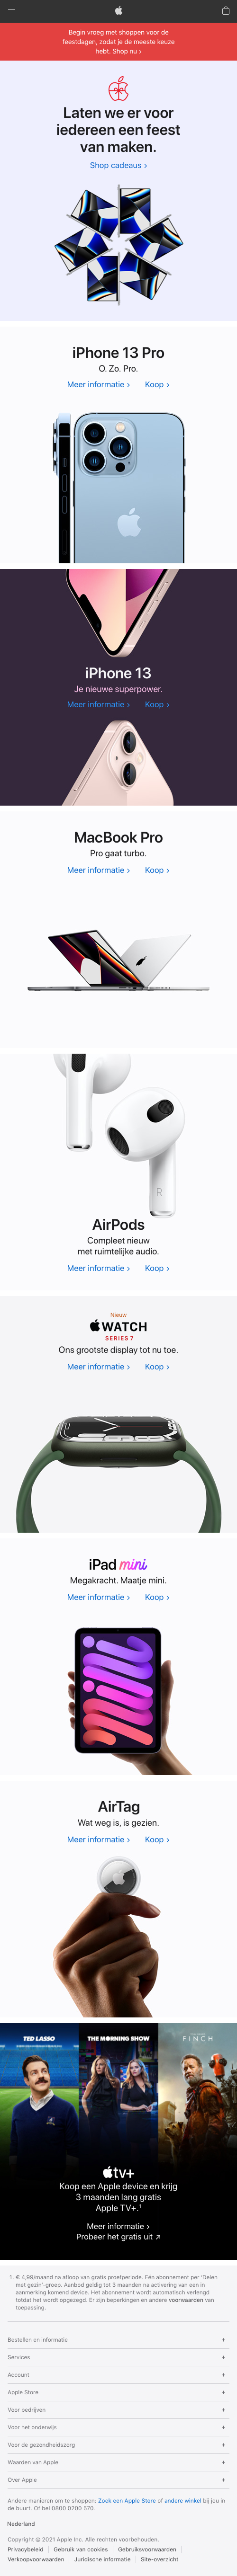 Begin vroeg met shoppen voor de
feestdagen, zodat je de meeste keuze
hebt. Shop nu >
Laten we er voor
iedereen een feest
van maken.
Shop cadeaus >
iPhone 13 Pro
O. Zo. Pro.
Meer informatie > Koop >
iPhone 13
Je nieuwe superpower.
Meer informatie > Koop >
MacBook Pro
Pro gaat turbo.
Meer informatie > Koop >
R
AirPods
Compleet nieuw
met ruimtelijke audio.
Meer informatie > Koop >
Nieuw
WATCH
SERIES 7
Ons grootste display tot nu toe.
Meer informatie > Koop >
iPad mini
Megakracht. Maatje mini.
Meer informatie > Koop >
AirTag
Wat weg is, is gezien.
Meer informatie > Koop >
TED LASSO THE MORNING SHOW FINCH
tv+
Koop een Apple device en krijg
3 maanden lang gratis
Apple TV+.¹
Meer informatie >
Probeer het gratis uit ↗
1. € 4,99/maand na afloop van gratis proefperiode. Eén abonnement per 'Delen
met gezin'-groep. Aanbod geldig tot 3 maanden na activering van een in
aanmerking komend device. Het abonnement wordt automatisch verlengd
totdat het wordt opgezegd. Er zijn beperkingen en andere voorwaarden van
toepassing.
Bestellen en informatie +
Services +
Account +
Apple Store +
Voor bedrijven +
Voor het onderwijs +
Voor de gezondheidszorg +
Waarden van Apple +
Over Apple +
Andere manieren om te shoppen: Zoek een Apple Store of andere winkel bij jou in
de buurt. Of bel 0800 0200 570.
Nederland
Copyright © 2021 Apple Inc. Alle rechten voorbehouden.
Privacybeleid | Gebruik van cookies | Gebruiksvoorwaarden |
Verkoopvoorwaarden | Juridische informatie | Site-overzicht